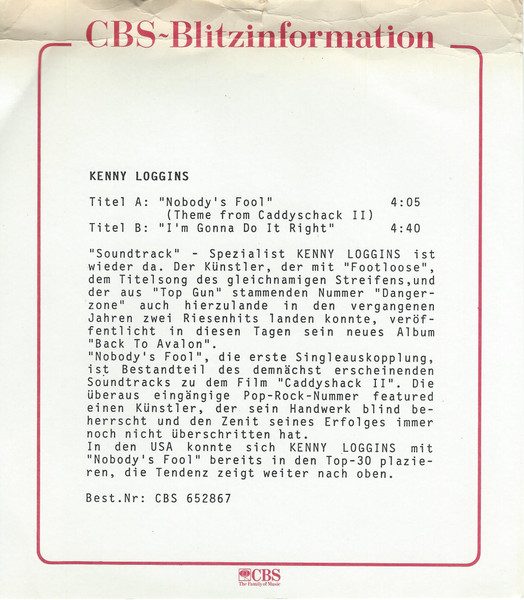 CBS~Blitzinformation
KENNY LOGGINS
Titel A: "Nobody's Fool" 4:05
(Theme from Caddyschack II)
Titel B: "I'm Gonna Do It Right" 4:40
"Soundtrack" - Spezialist KENNY LOGGINS ist
wieder da. Der Künstler, der mit "Footloose",
dem Titelsong des gleichnamigen Streifens,und
der aus "Top Gun" stammenden Nummer "Danger-
zone" auch hierzulande in den vergangenen
Jahren zwei Riesenhits landen konnte, veröf-
fentlicht in diesen Tagen sein neues Album
"Back To Avalon".
"Nobody's Fool", die erste Singleauskopplung,
ist Bestandteil des demnächst erscheinenden
Soundtracks zu dem Film "Caddyshack II". Die
überaus eingängige Pop-Rock-Nummer featured
einen Künstler, der sein Handwerk blind be-
herrscht und den Zenit seines Erfolges immer
noch nicht überschritten hat.
In den USA konnte sich KENNY LOGGINS mit
"Nobody's Fool" bereits in den Top-30 plazie-
ren, die Tendenz zeigt weiter nach oben.
Best.Nr: CBS 652867
CBS
The Family of Music